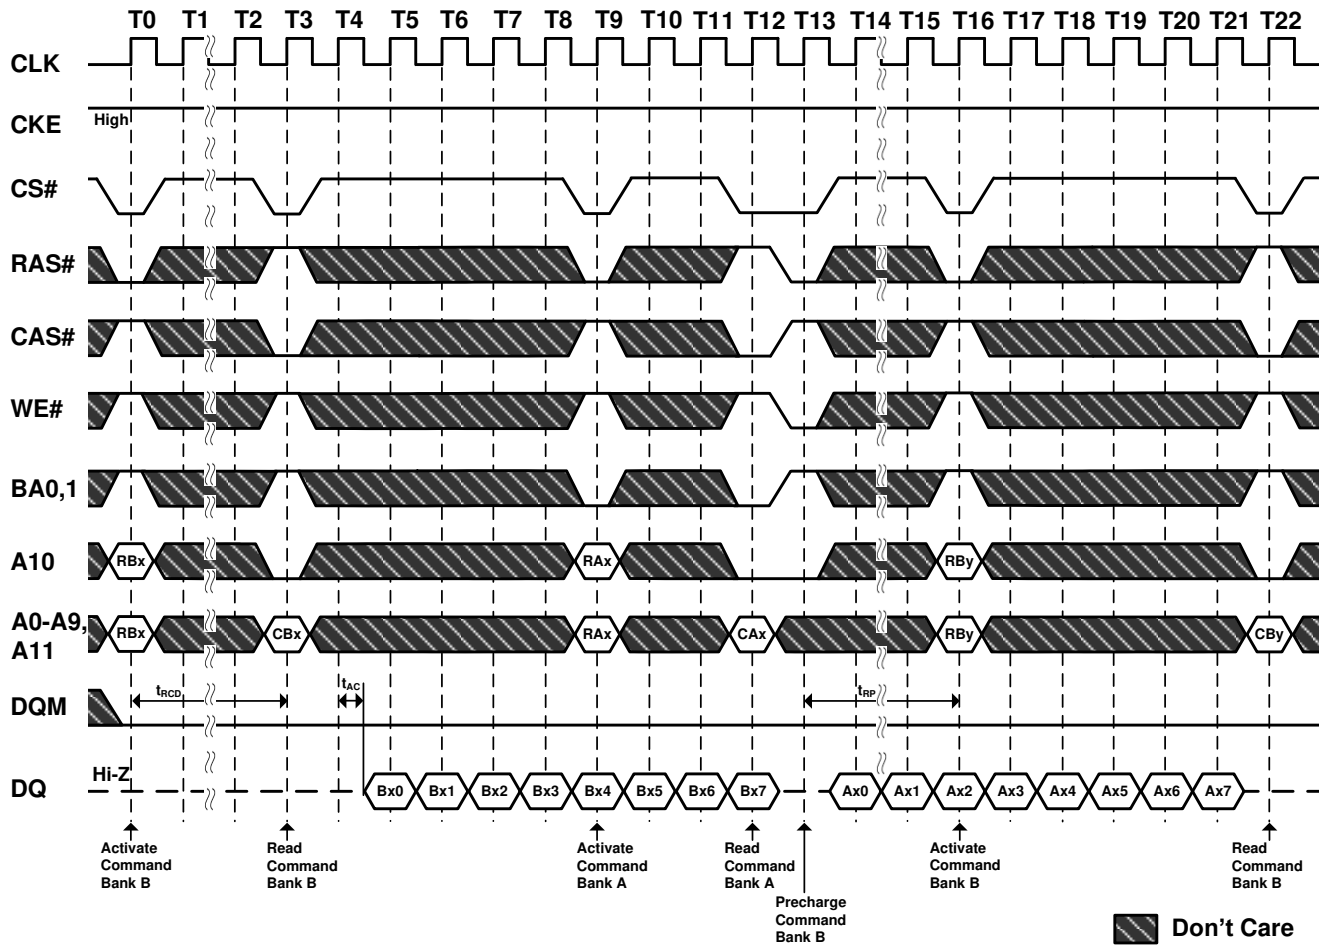 T0 T1 T2 T3 T4 T5 T6 T7 T8 T9 T10 T11 T12 T13 T14 T15 T16 T17 T18 T19 T20 T21 T22
CLK
CKE High
CS#
RAS#
CAS#
WE#
BA0,1
A10 RBx RAx RBy
A0-A9,
A11
RBx CBx RAx CAx RBy CBy
tRCD tAC tRP
DQM
Hi-Z
DQ Bx0 Bx1 Bx2 Bx3 Bx4 Bx5 Bx6 Bx7 Ax0 Ax1 Ax2 Ax3 Ax4 Ax5 Ax6 Ax7
Activate
Command
Bank B
Read
Command
Bank B
Activate
Command
Bank A
Read
Command
Bank A
Precharge
Command
Bank B
Activate
Command
Bank B
Read
Command
Bank B
Don't Care